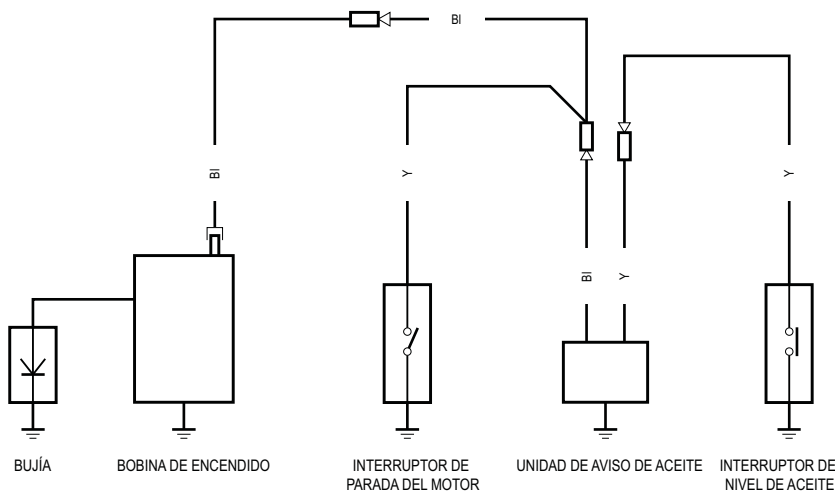 Bl
Bl
Y
Y
Bl
Y
BUJÍA
BOBINA DE ENCENDIDO
INTERRUPTOR DE
PARADA DEL MOTOR
UNIDAD DE AVISO DE ACEITE
INTERRUPTOR DE
NIVEL DE ACEITE